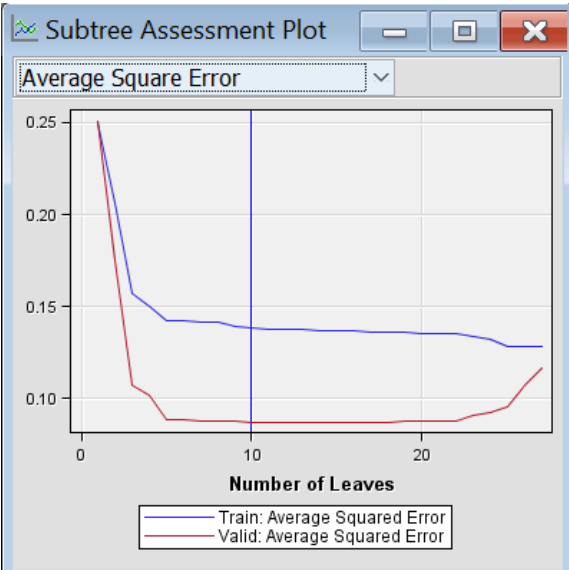 Subtree Assessment Plot
Average Square Error
0.25
0.20
0.15
0.10
0 10 20
Number of Leaves
Train: Average Squared Error
Valid: Average Squared Error